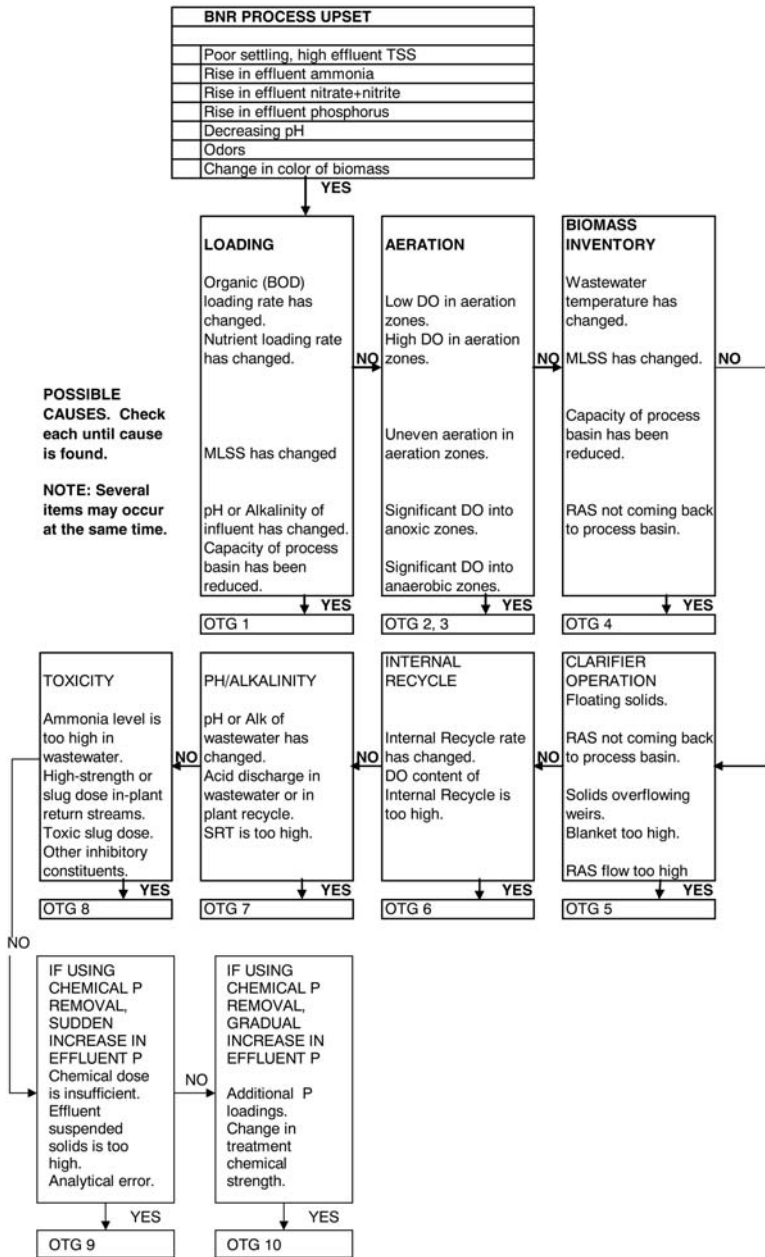 BNR PROCESS UPSET
Poor settling, high effluent TSS
Rise in effluent ammonia
Rise in effluent nitrate+nitrite
Rise in effluent phosphorus
Decreasing pH
Odors
Change in color of biomass
YES
POSSIBLE
CAUSES. Check
each until cause
is found.
NOTE: Several
items may occur
at the same time.
LOADING
Organic (BOD)
loading rate has
changed.
Nutrient loading rate
has changed.
MLSS has changed
pH or Alkalinity of
influent has changed.
Capacity of process
basin has been
reduced.
YES
OTG 1
NO
AERATION
Low DO in aeration
zones.
High DO in aeration
zones.
Uneven aeration in
aeration zones.
Significant DO into
anoxic zones.
Significant DO into
anaerobic zones.
YES
OTG 2, 3
NO
BIOMASS
INVENTORY
Wastewater
temperature has
changed.
MLSS has changed.
Capacity of process
basin has been
reduced.
RAS not coming back
to process basin.
YES
OTG 4
NO
CLARIFIER
OPERATION
Floating solids.
RAS not coming back
to process basin.
Solids overflowing
weirs.
Blanket too high.
RAS flow too high
YES
OTG 5
NO
INTERNAL
RECYCLE
Internal Recycle rate
has changed.
DO content of
Internal Recycle is
too high.
YES
OTG 6
NO
PH/ALKALINITY
pH or Alk of
wastewater has
changed.
Acid discharge in
wastewater or in
plant recycle.
SRT is too high.
YES
OTG 7
NO
TOXICITY
Ammonia level is
too high in
wastewater.
High-strength or
slug dose in-plant
return streams.
Toxic slug dose.
Other inhibitory
constituents.
YES
OTG 8
NO
IF USING
CHEMICAL P
REMOVAL,
SUDDEN
INCREASE IN
EFFLUENT P
Chemical dose
is insufficient.
Effluent
suspended
solids is too
high.
Analytical error.
YES
OTG 9
NO
IF USING
CHEMICAL P
REMOVAL,
GRADUAL
INCREASE IN
EFFLUENT P
Additional P
loadings.
Change in
treatment
chemical
strength.
YES
OTG 10